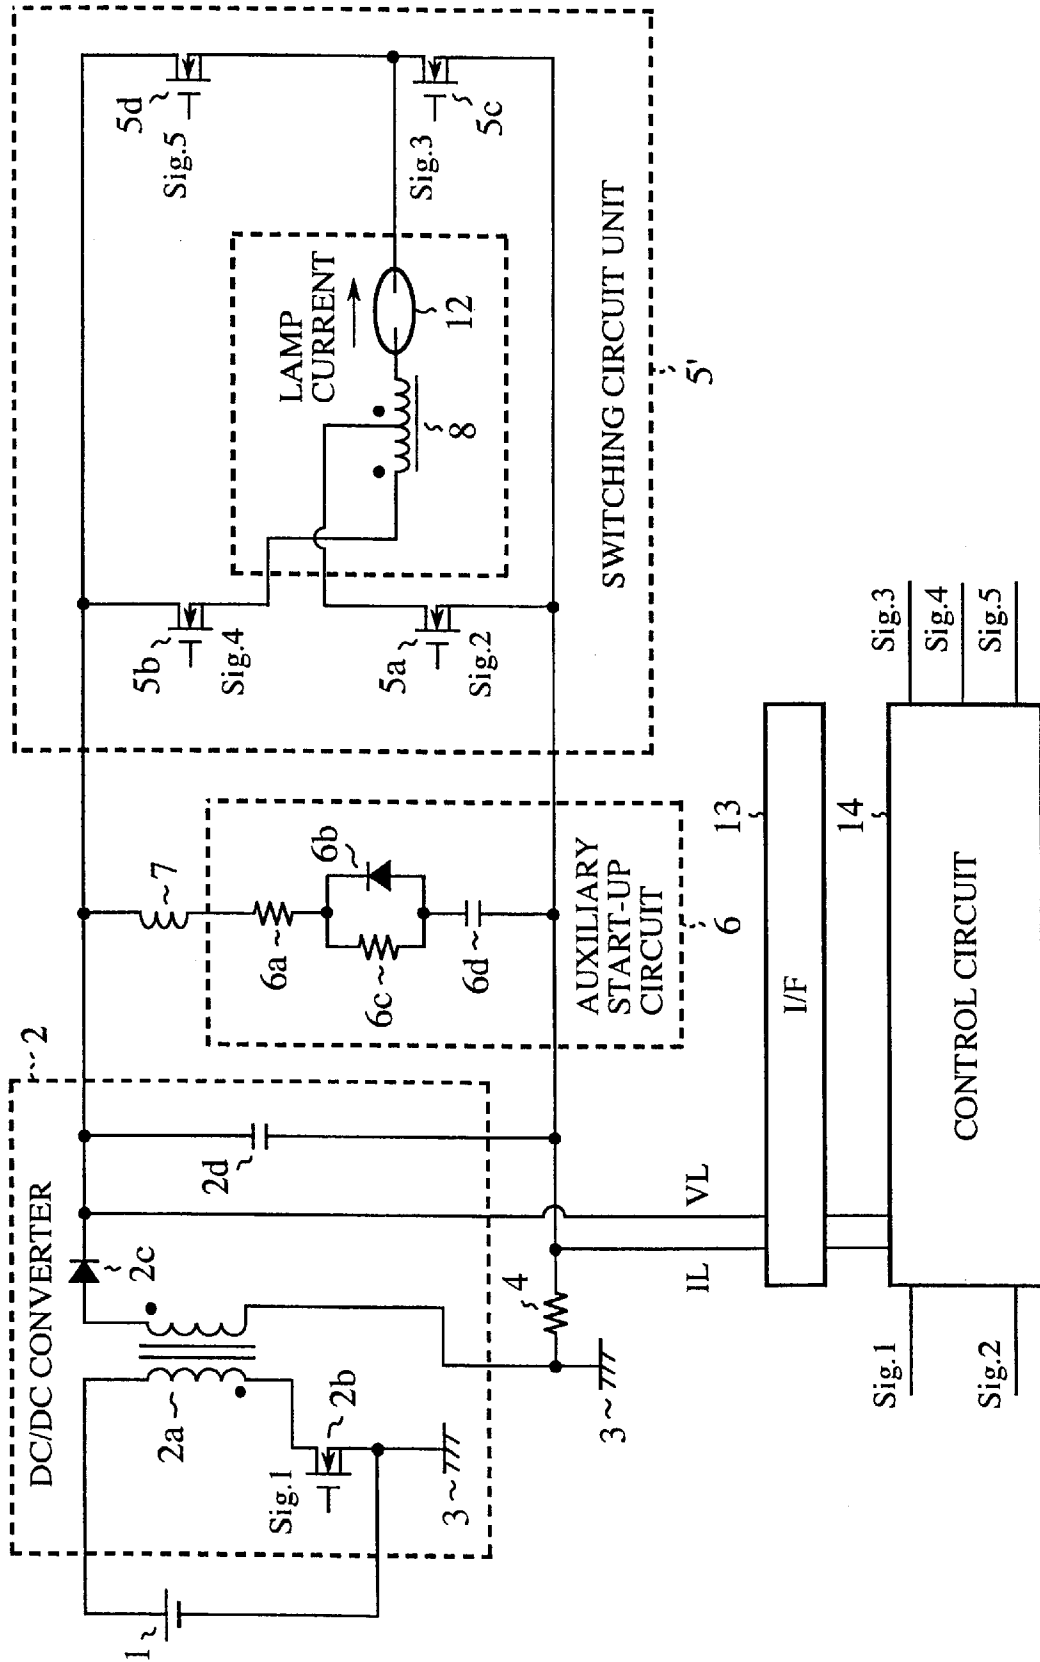 DC/DC CONVERTER
2
1
2a
2b
Sig.1
3
2c
2d
3
4
IL
VL
7
6a
6b
6c
6d
AUXILIARY
START-UP
CIRCUIT
6
5b
Sig.4
5a
Sig.2
LAMP
CURRENT
8
12
5d
Sig.5
Sig.3
5c
SWITCHING CIRCUIT UNIT
5'
13
I/F
14
CONTROL CIRCUIT
Sig.1
Sig.2
Sig.3
Sig.4
Sig.5